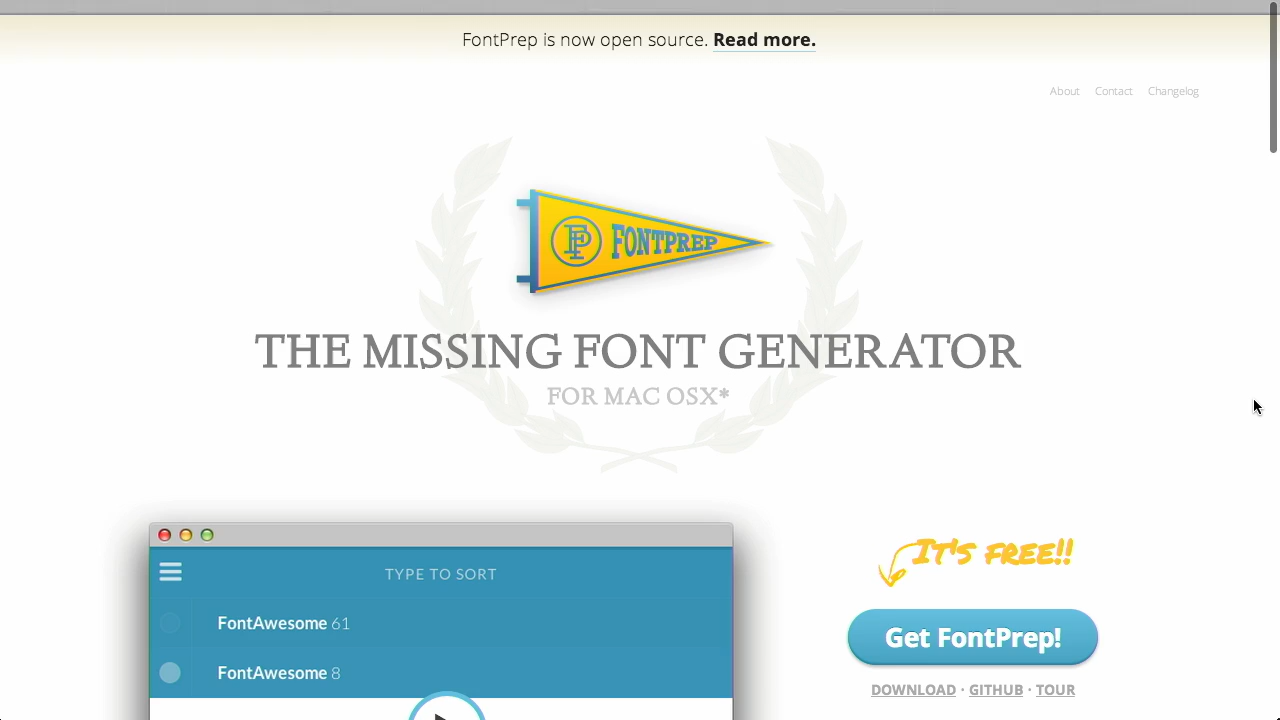 FontPrep is now open source. Read more.
About Contact Changelog
FP FONTPREP
THE MISSING FONT GENERATOR
FOR MAC OSX*
IT'S FREE!!
TYPE TO SORT
FontAwesome 61
Get FontPrep!
FontAwesome 8
DOWNLOAD · GITHUB · TOUR